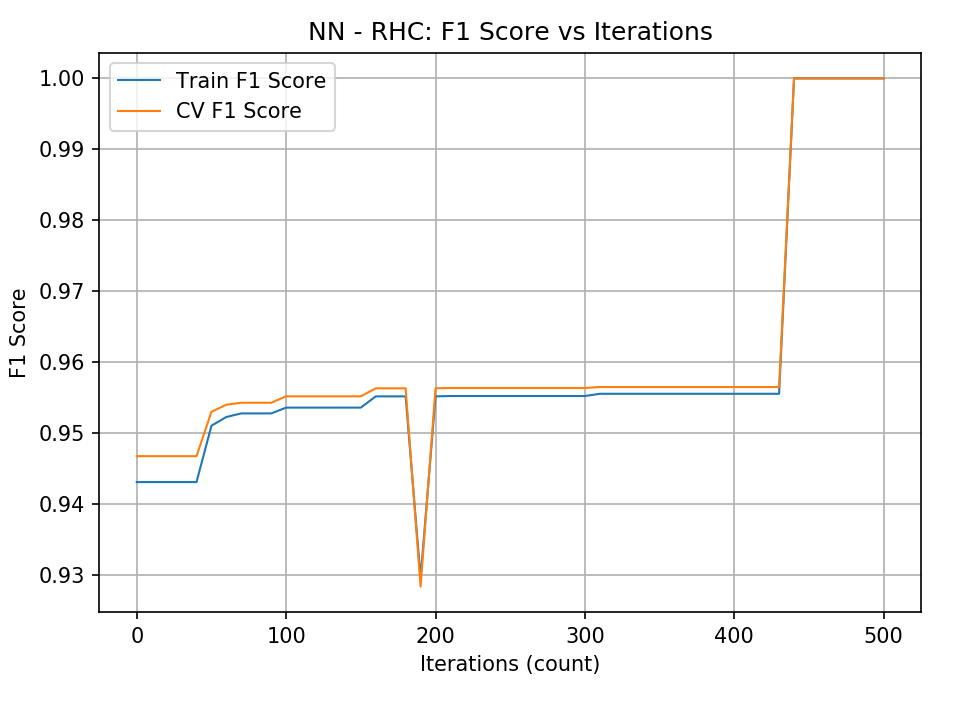 NN - RHC: F1 Score vs Iterations
Train F1 Score
CV F1 Score
1.00
0.99
0.98
0.97
0.96
0.95
0.94
0.93
F1 Score
0 100 200 300 400 500
Iterations (count)